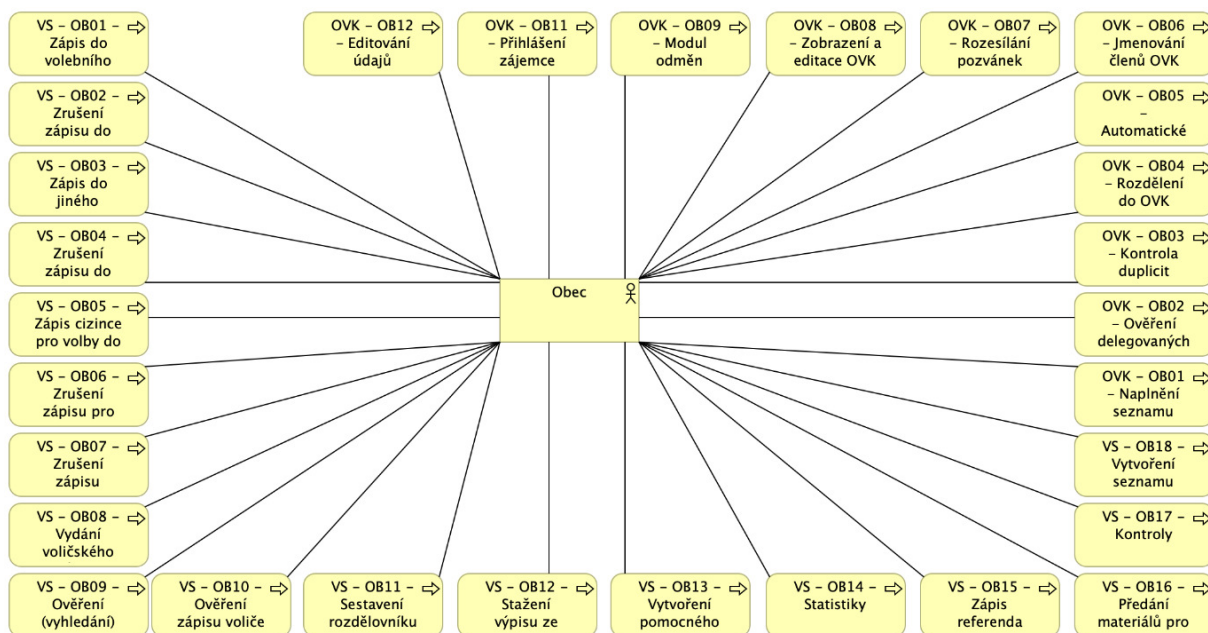 VS - OB01 -
Zápis do
volebního
OVK - OB12
- Editování
údajů
OVK - OB11
- Přihlášení
zájemce
OVK - OB09
- Modul
odměn
OVK - OB08
- Zobrazení a
editace OVK
OVK - OB07
- Rozesílání
pozvánek
OVK - OB06
- Jmenování
členů OVK
VS - OB02 -
Zrušení
zápisu do
OVK - OB05
-
Automatické
VS - OB03 -
Zápis do
jiného
OVK - OB04
- Rozdělení
do OVK
VS - OB04 -
Zrušení
zápisu do
OVK - OB03
- Kontrola
duplicit
Obec
VS - OB05 -
Zápis cizince
pro volby do
OVK - OB02
- Ověření
delegovaných
VS - OB06 -
Zrušení
zápisu pro
OVK - OB01
- Naplnění
seznamu
VS - OB07 -
Zrušení
zápisu
VS - OB18 -
Vytvoření
seznamu
VS - OB08 -
Vydání
voličského
VS - OB17 -
Kontroly
VS - OB09 -
Ověření
(vyhledání)
VS - OB10 -
Ověření
zápisu voliče
VS - OB11 -
Sestavení
rozdělovníku
VS - OB12 -
Stažení
výpisu ze
VS - OB13 -
Vytvoření
pomocného
VS - OB14 -
Statistiky
VS - OB15 -
Zápis
referenda
VS - OB16 -
Předání
materiálů pro